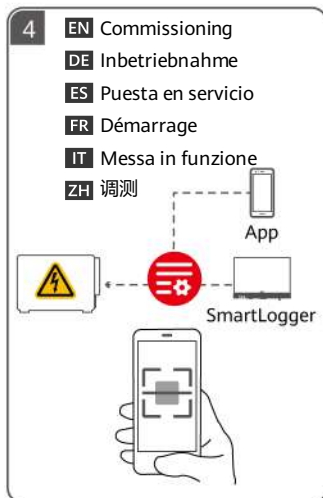 4
EN Commissioning
DE Inbetriebnahme
ES Puesta en servicio
FR Démarrage
IT Messa in funzione
ZH 调测
App
SmartLogger